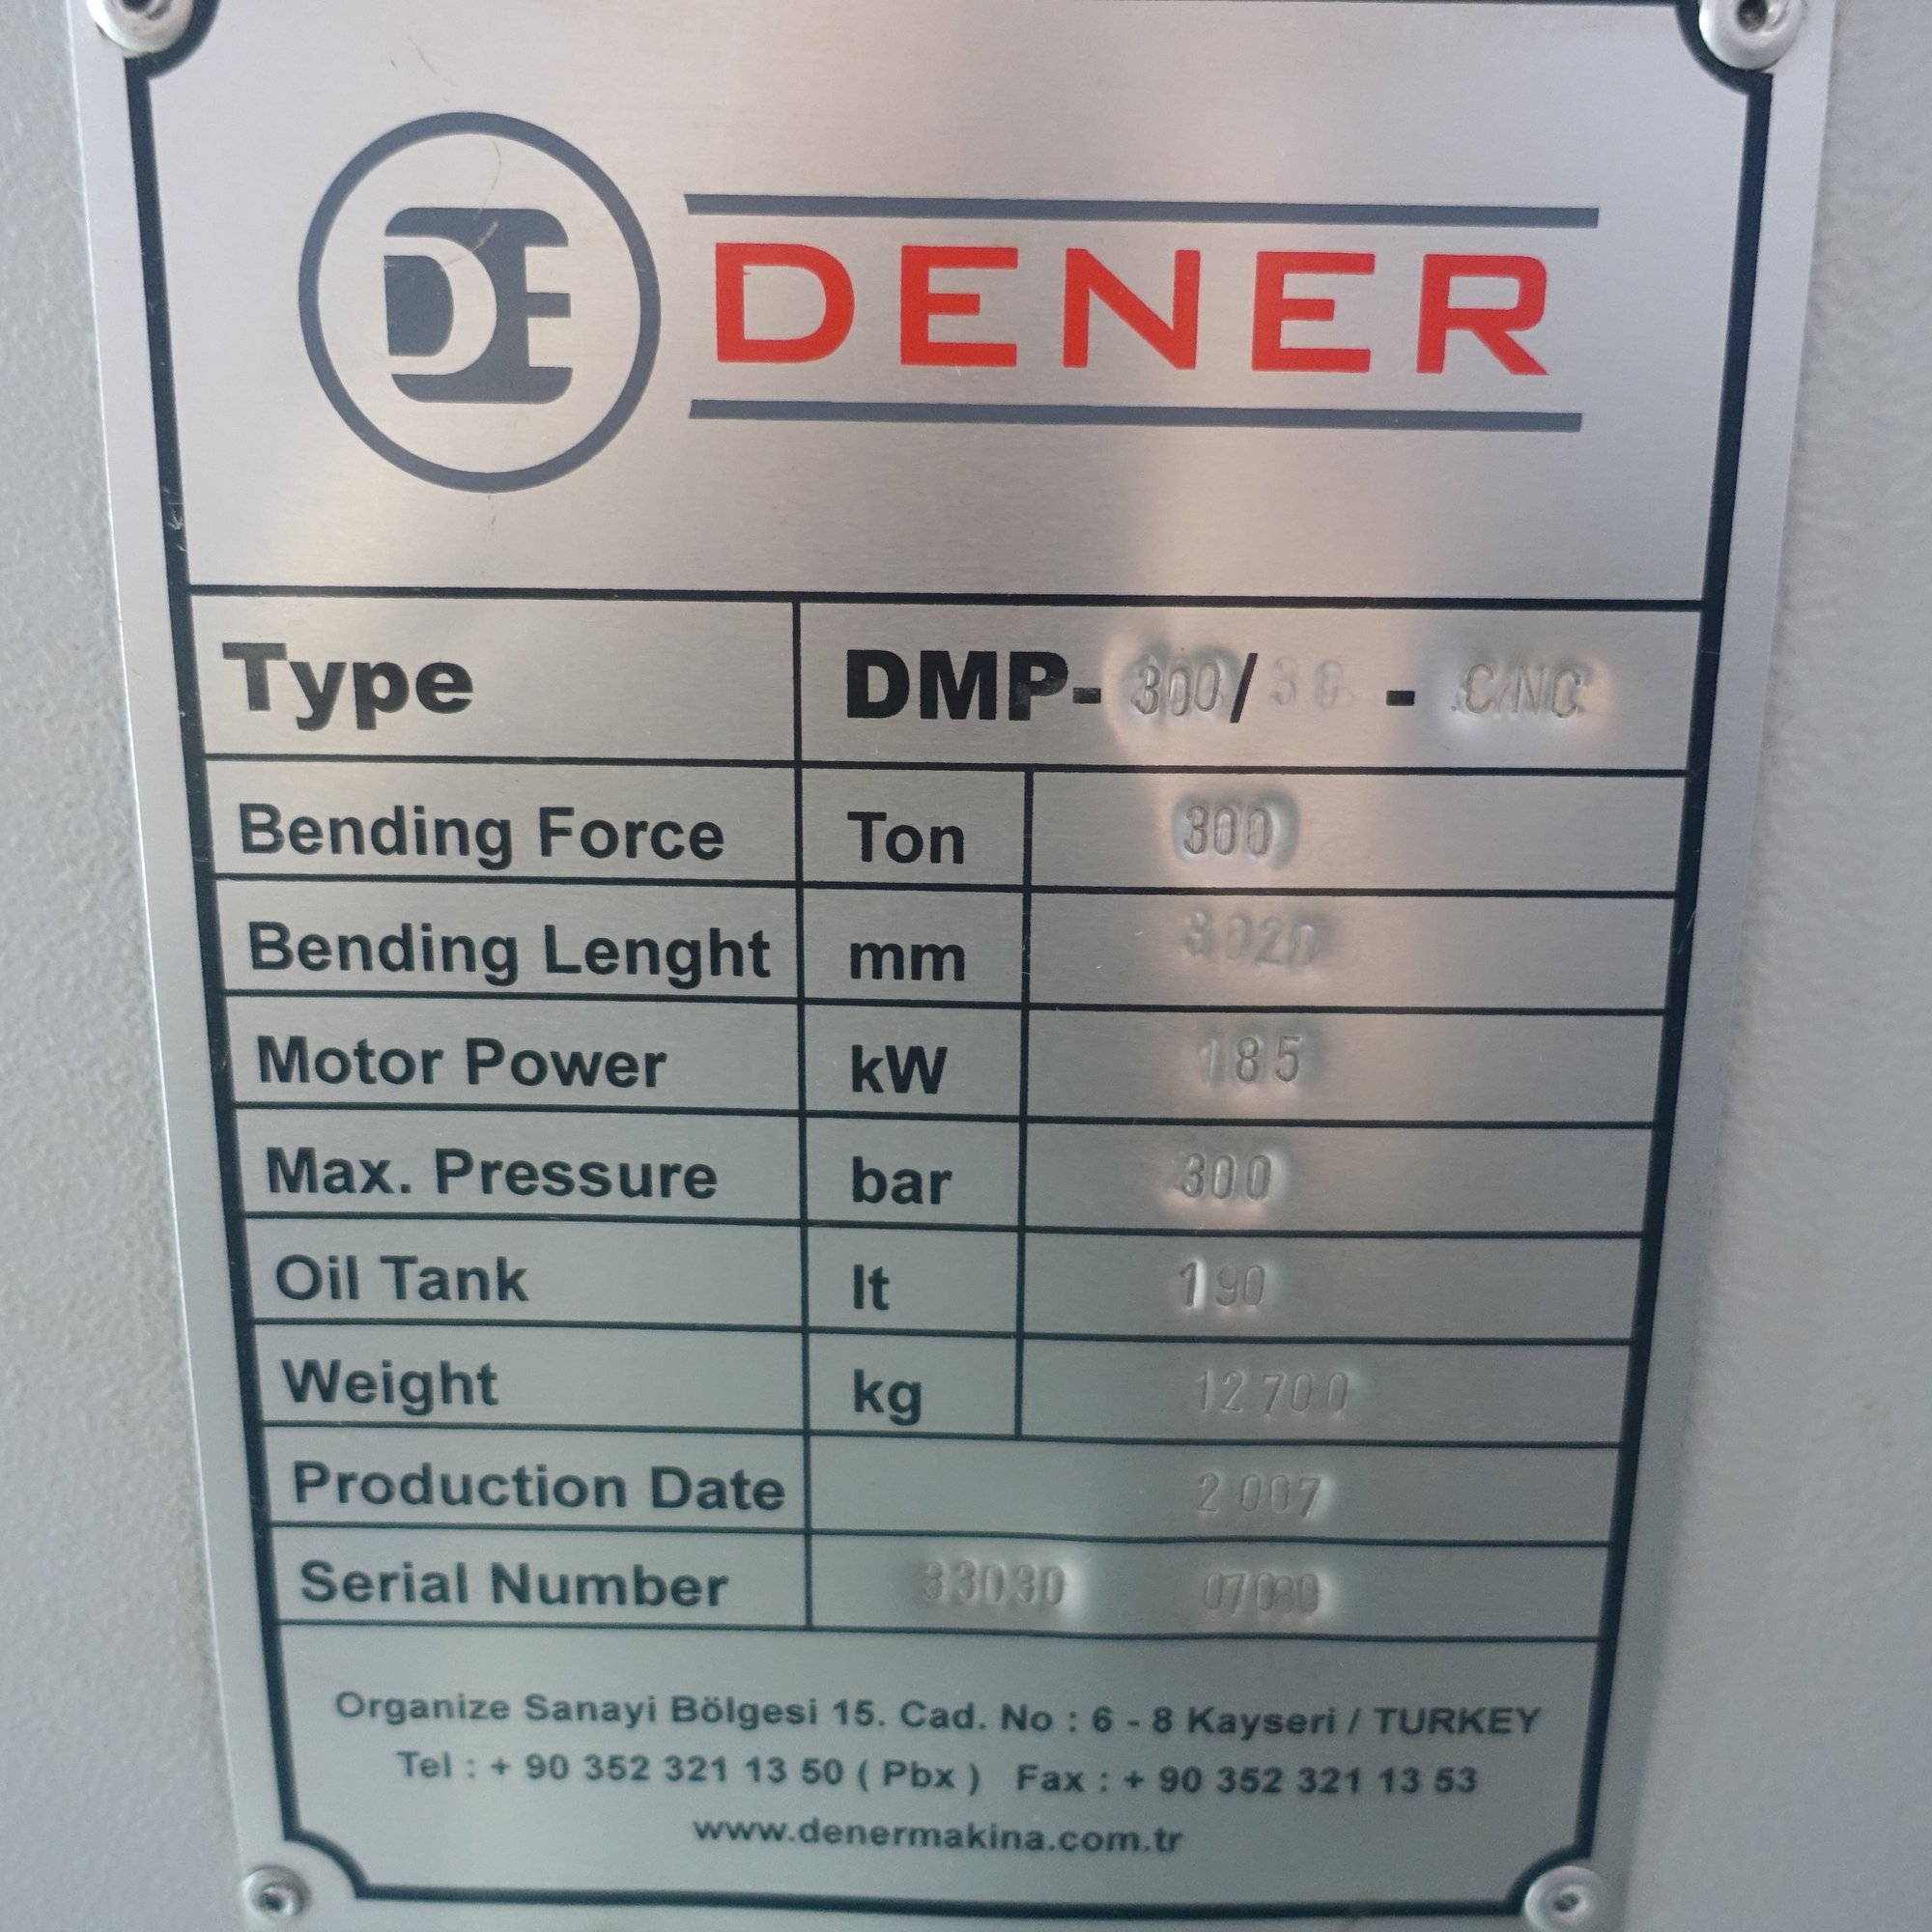 DE DENER
Type DMP-300/ - CNC
Bending Force Ton 300
Bending Lenght mm 3020
Motor Power kW 185
Max. Pressure bar 300
Oil Tank lt 190
Weight kg 12700
Production Date 2007
Serial Number 33030
Organize Sanayi Bölgesi 15. Cad. No : 6 - 8 Kayseri / TURKEY
Tel : + 90 352 321 13 50 ( Pbx ) Fax : + 90 352 321 13 53
www.denermakina.com.tr